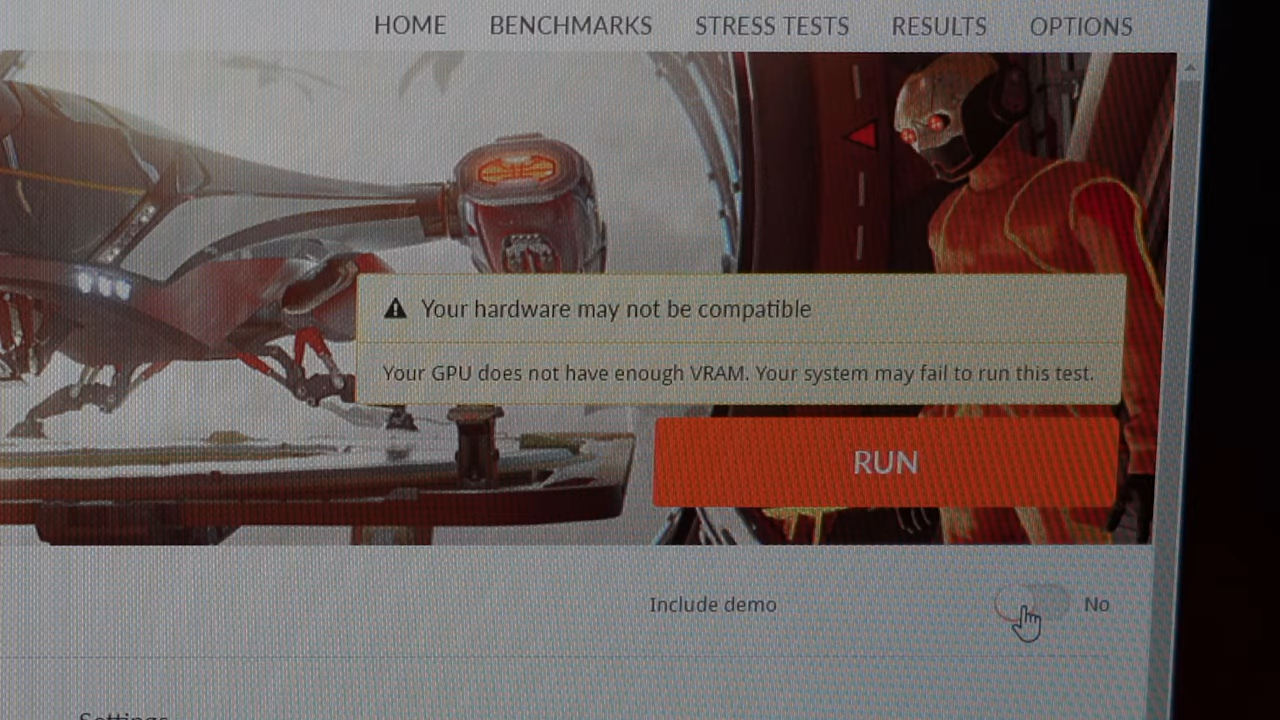 HOME BENCHMARKS STRESS TESTS RESULTS OPTIONS
Your hardware may not be compatible
Your GPU does not have enough VRAM. Your system may fail to run this test.
RUN
Include demo No
Settings